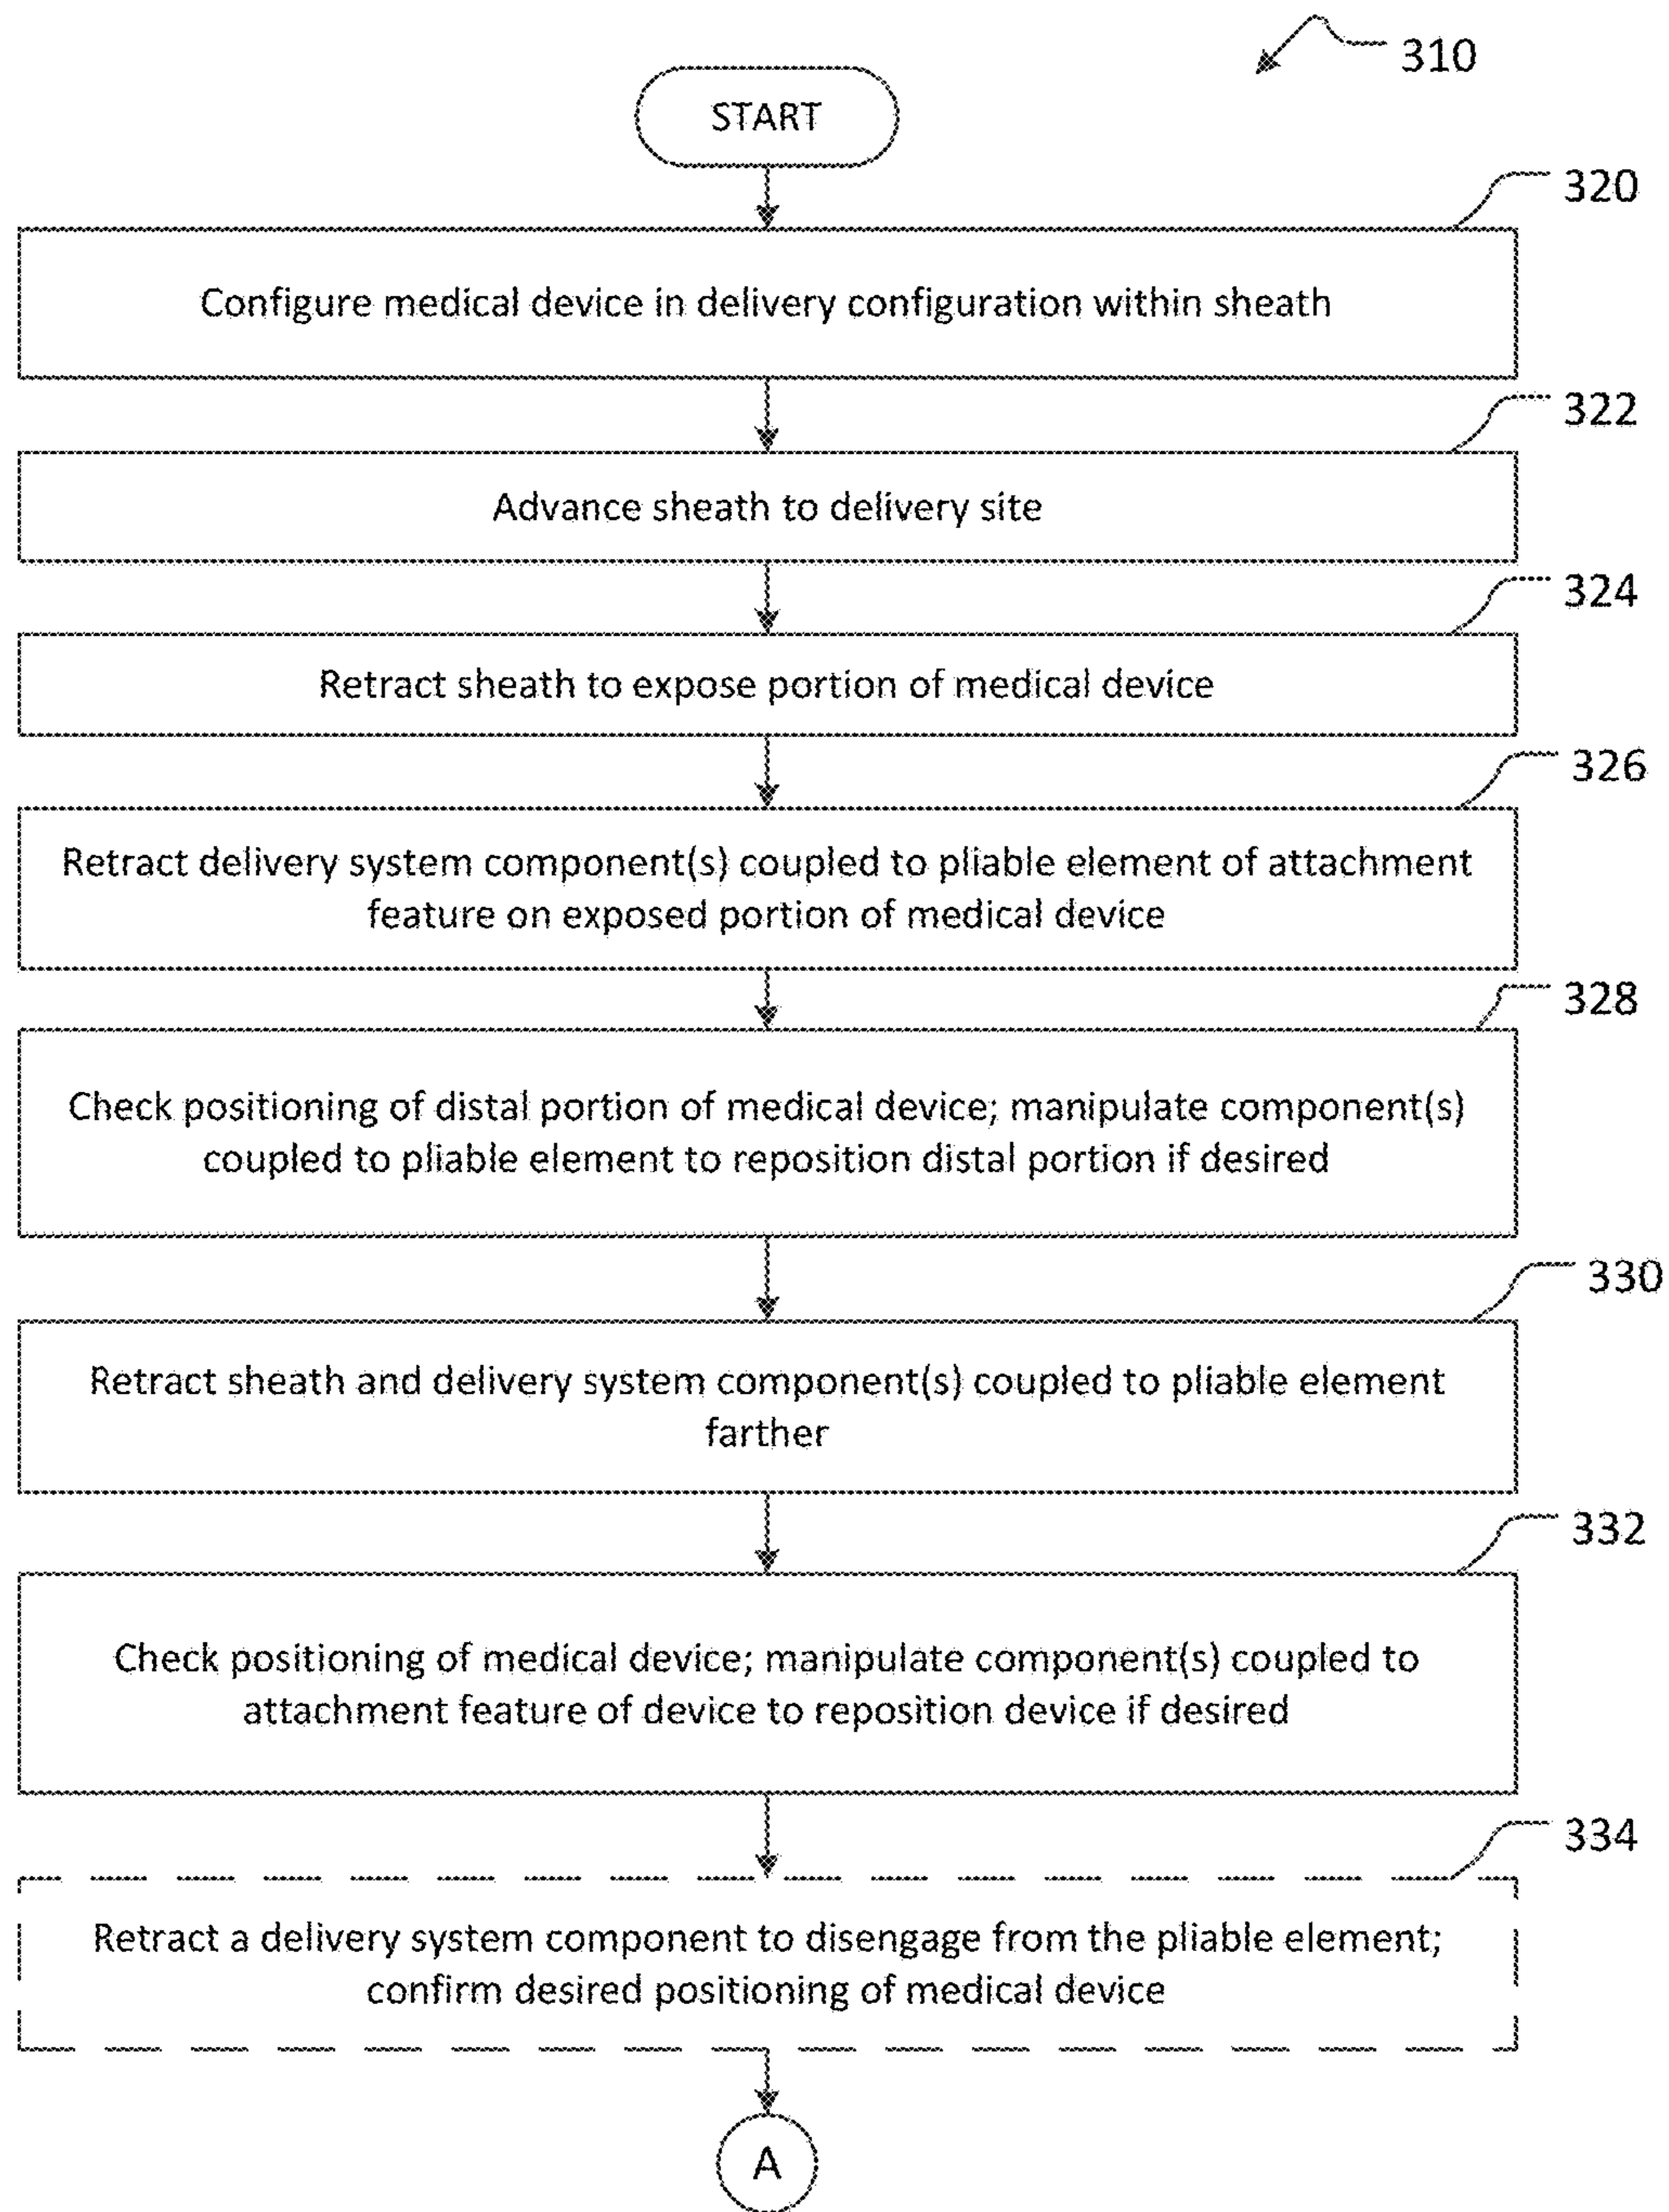 310
START
320
Configure medical device in delivery configuration within sheath
322
Advance sheath to delivery site
324
Retract sheath to expose portion of medical device
326
Retract delivery system component(s) coupled to pliable element of attachment
feature on exposed portion of medical device
328
Check positioning of distal portion of medical device; manipulate component(s)
coupled to pliable element to reposition distal portion if desired
330
Retract sheath and delivery system component(s) coupled to pliable element
farther
332
Check positioning of medical device; manipulate component(s) coupled to
attachment feature of device to reposition device if desired
334
Retract a delivery system component to disengage from the pliable element;
confirm desired positioning of medical device
A